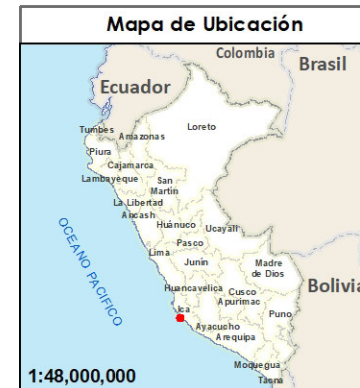 Mapa de Ubicación
Colombia
Brasil
Ecuador
Loreto
Tumbes
Amazonas
Piura
Cajamarca
Lambayeque
San
Martin
La Libertad
Ancash
Huánuco
Ucayali
Pasco
OCEANO PACIFICO
Lima
Junín
Madre
de Dios
Huancavelica
Cusco
Bolivia
Ica
Apurimac
Puno
Ayacucho
Arequipa
Moquegua
Tacna
1:48,000,000